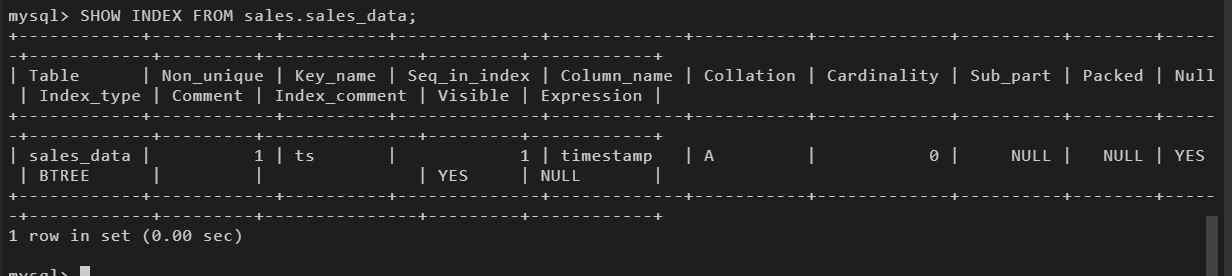 mysql> SHOW INDEX FROM sales.sales_data;
+------------+------------+----------+--------------+-------------+-----------+-------------+----------+--------+-----
-+------------+---------+---------------+---------+------------+
| Table      | Non_unique | Key_name | Seq_in_index | Column_name | Collation | Cardinality | Sub_part | Packed | Null
 | Index_type | Comment | Index_comment | Visible | Expression |
+------------+------------+----------+--------------+-------------+-----------+-------------+----------+--------+-----
-+------------+---------+---------------+---------+------------+
| sales_data |          1 | ts       |            1 | timestamp   | A         |           0 |     NULL |   NULL | YES
 | BTREE      |         |               | YES     | NULL       |
+------------+------------+----------+--------------+-------------+-----------+-------------+----------+--------+-----
-+------------+---------+---------------+---------+------------+
1 row in set (0.00 sec)
mysql>